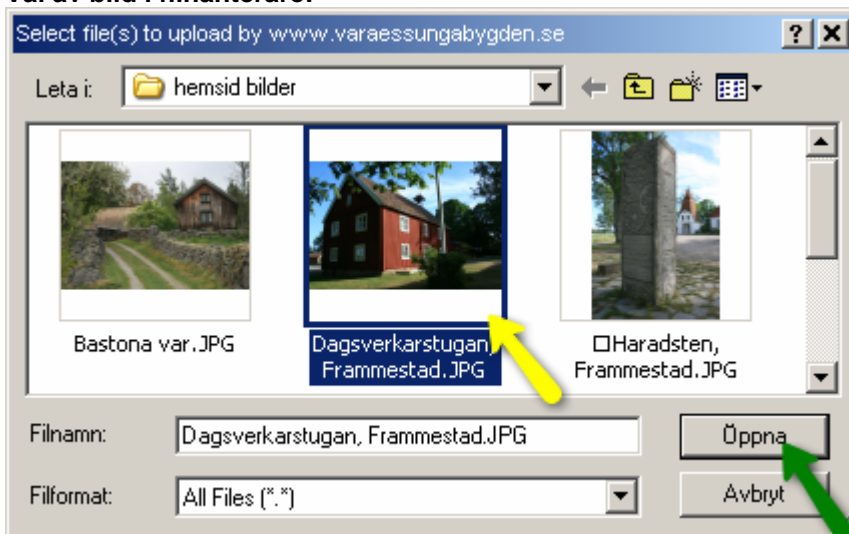 Select file(s) to upload by www.varaessungabygden.se
Leta i: hemsid bilder
Bastona var.JPG
Dagsverkarstugan,
Frammestad.JPG
□Haradsten,
Frammestad.JPG
Filnamn: Dagsverkarstugan, Frammestad.JPG Öppna
Filformat: All Files (*.*) Avbryt